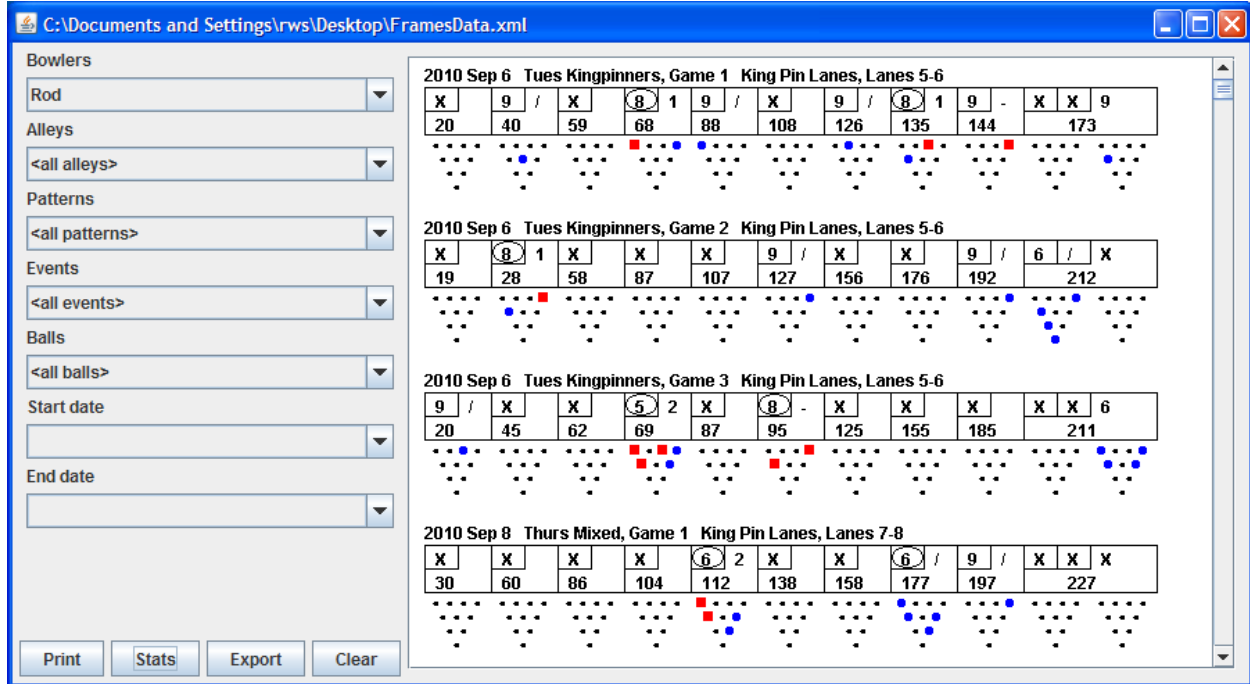 C:\Documents and Settings\rws\Desktop\FramesData.xml
Bowlers
Rod
Alleys
<all alleys>
Patterns
<all patterns>
Events
<all events>
Balls
<all balls>
Start date
End date
Print Stats Export Clear
2010 Sep 6 Tues Kingpinners, Game 1 King Pin Lanes, Lanes 5-6
X 9 / X 8 1 9 / X 9 / 8 1 9 - X X 9
20 40 59 68 88 108 126 135 144 173
2010 Sep 6 Tues Kingpinners, Game 2 King Pin Lanes, Lanes 5-6
X 8 1 X X X 9 / X X 9 / 6 / X
19 28 58 87 107 127 156 176 192 212
2010 Sep 6 Tues Kingpinners, Game 3 King Pin Lanes, Lanes 5-6
9 / X X 5 2 X 8 - X X X X X 6
20 45 62 69 87 95 125 155 185 211
2010 Sep 8 Thurs Mixed, Game 1 King Pin Lanes, Lanes 7-8
X X X X 6 2 X X 6 / 9 / X X X
30 60 86 104 112 138 158 177 197 227